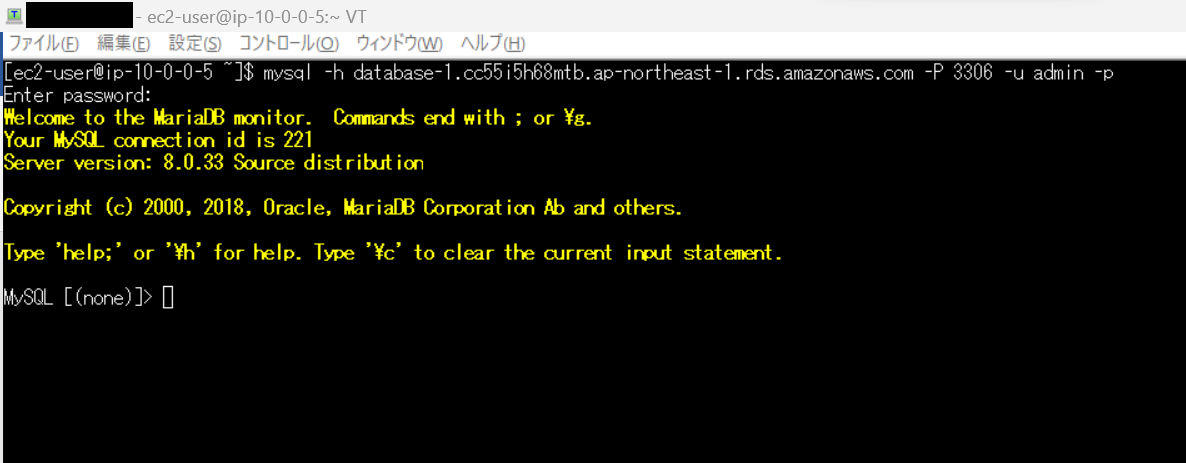 - ec2-user@ip-10-0-0-5:~ VT
ファイル(F) 編集(E) 設定(S) コントロール(O) ウィンドウ(W) ヘルプ(H)
[ec2-user@ip-10-0-0-5 ~]$ mysql -h database-1.cc55i5h68mtb.ap-northeast-1.rds.amazonaws.com -P 3306 -u admin -p
Enter password:
Welcome to the MariaDB monitor.  Commands end with ; or ¥g.
Your MySQL connection id is 221
Server version: 8.0.33 Source distribution
Copyright (c) 2000, 2018, Oracle, MariaDB Corporation Ab and others.
Type 'help;' or '¥h' for help. Type '¥c' to clear the current input statement.
MySQL [(none)]>